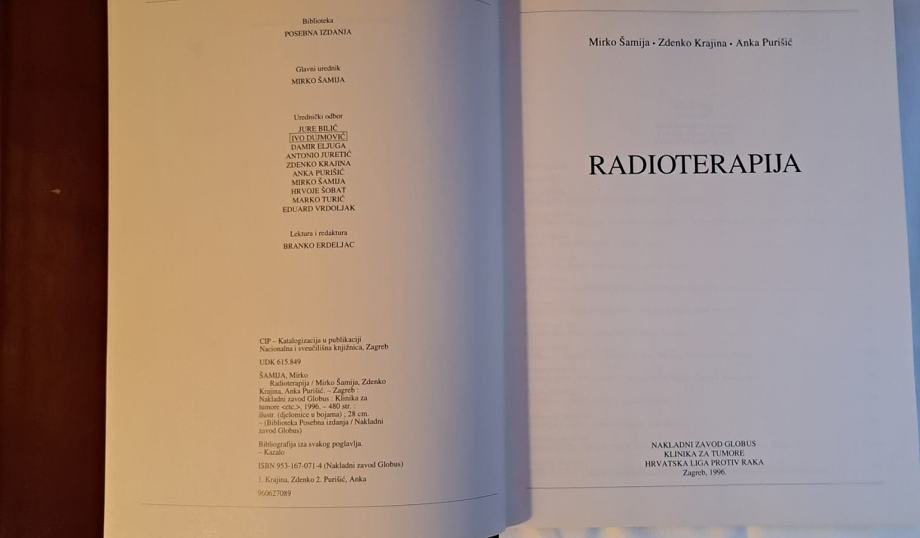 Biblioteka
POSEBNA IZDANJA
Glavni urednik
MIRKO ŠAMIJA
Urednički odbor
JURE BILIĆ
IVO DUJMOVIĆ
DAMIR ELJUGA
ANTONIO JURETIĆ
ZDENKO KRAJINA
ANKA PURIŠIĆ
MIRKO ŠAMIJA
HRVOJE ŠOBAT
MARKO TURIĆ
EDUARD VRDOLJAK
Lektura i redaktura
BRANKO ERDELJAC
CIP – Katalogizacija u publikaciji
Nacionalna i sveučilišna knjižnica, Zagreb
UDK 615.849
ŠAMIJA, Mirko
Radioterapija / Mirko Šamija, Zdenko
Krajina, Anka Purišić. – Zagreb :
Nakladni zavod Globus : Klinika za
tumore <etc.>, 1996. – 480 str. :
ilustr. (djelomice u bojama) ; 28 cm.
– (Biblioteka Posebna izdanja / Nakladni
zavod Globus)
Bibliografija iza svakog poglavlja.
– Kazalo
ISBN 953-167-071-4 (Nakladni zavod Globus)
1. Krajina, Zdenko 2. Purišić, Anka
960627089
Mirko Šamija • Zdenko Krajina • Anka Purišić
RADIOTERAPIJA
NAKLADNI ZAVOD GLOBUS
KLINIKA ZA TUMORE
HRVATSKA LIGA PROTIV RAKA
Zagreb, 1996.